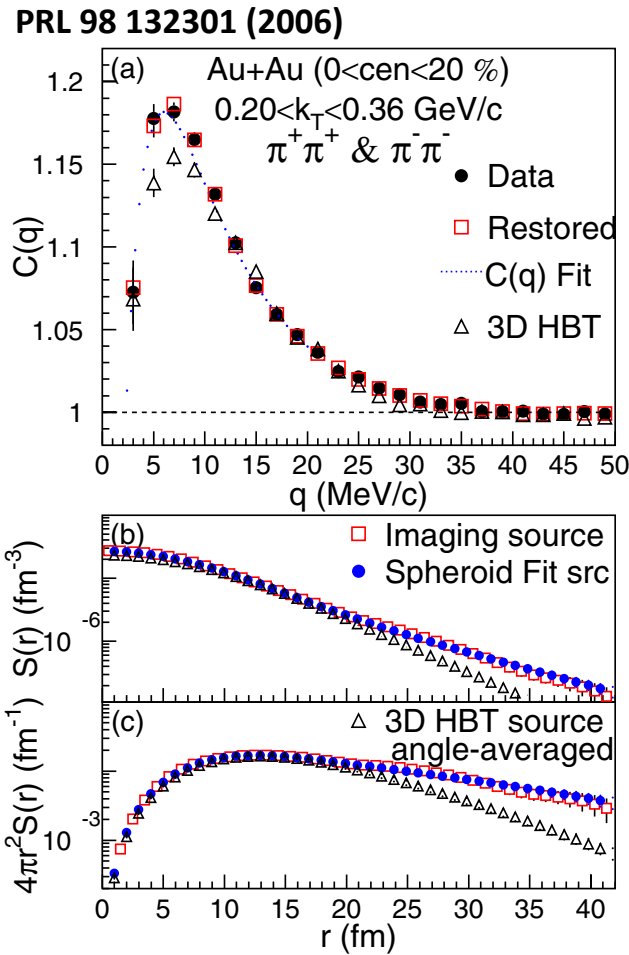 PRL 98 132301 (2006)
(a)
Au+Au (0<cen<20 %)
0.20<k_T<0.36 GeV/c
π⁺π⁺ & π⁻π⁻
Data
Restored
C(q) Fit
3D HBT
C(q)
1.2
1.15
1.1
1.05
1
0 5 10 15 20 25 30 35 40 45 50
q (MeV/c)
(b)
Imaging source
Spheroid Fit src
S(r) (fm⁻³)
10⁻⁶
(c)
3D HBT source
angle-averaged
4πr²S(r) (fm⁻¹)
10⁻³
0 5 10 15 20 25 30 35 40
r (fm)